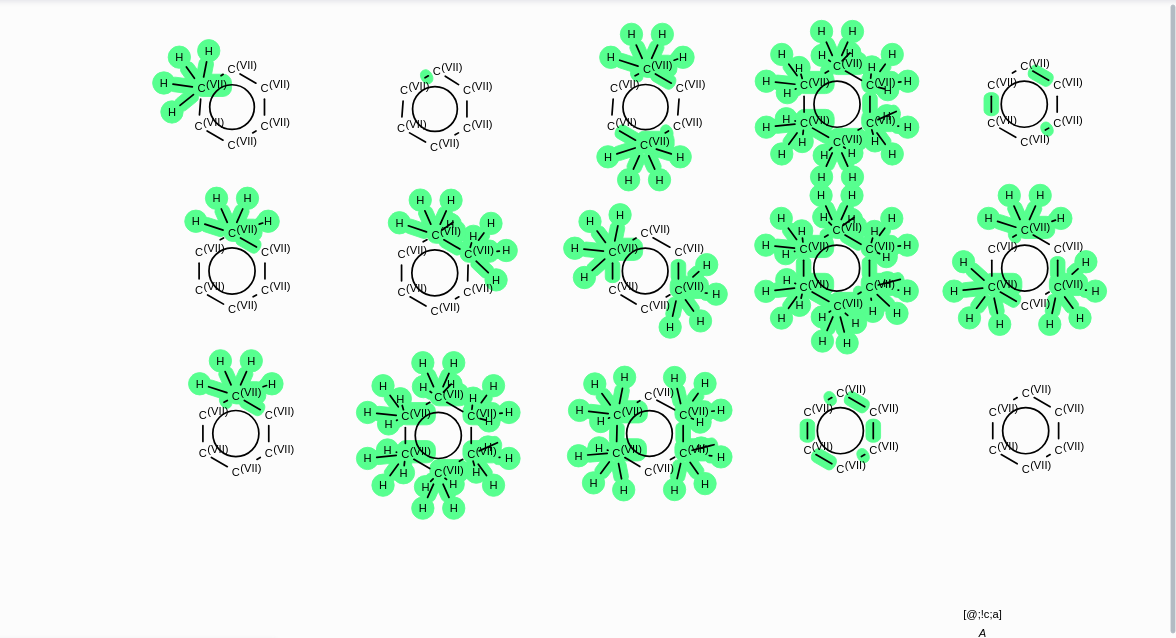 H H
H C(VII)
H C(VII) C(VII)
H C(VII) C(VII)
C(VII)
C(VII)
C(VII) C(VII)
C(VII) C(VII)
C(VII)
H H
H H
C(VII)
C(VII) C(VII)
C(VII) C(VII)
C(VII)
H H
H H
H H
H H H H
H C(VII) H
H H
H C(VII) C(VII) H
H H
H H
H C(VII) C(VII) H
H C(VII) H
H H H H
H H
C(VII)
C(VII) C(VII)
C(VII) C(VII)
C(VII)
H H
H H
C(VII)
C(VII) C(VII)
C(VII) C(VII)
C(VII)
H H
H H H
C(VII) H
C(VII) C(VII) H
H
C(VII) C(VII)
C(VII)
H H
C(VII)
H C(VII) C(VII)
H H
C(VII) C(VII) H
H H
H H
H H H H
H C(VII) H
H C(VII) C(VII) H
H
H C(VII) C(VII) H
H C(VII) H
H H H H
H H
H H
H H
C(VII)
C(VII) C(VII)
H H
H C(VII) C(VII) H
H H H H
H H
H H
C(VII)
C(VII) C(VII)
C(VII) C(VII)
C(VII)
H H
H H H H
H C(VII) H
H C(VII) C(VII) H
H H
H H
H C(VII) C(VII) H
H C(VII) H
H H H H
H H
H H H H
C(VII)
H C(VII) C(VII) H
H H
H H
H C(VII) C(VII) H
C(VII)
H H H H
C(VII)
C(VII) C(VII)
C(VII) C(VII)
C(VII)
C(VII)
C(VII) C(VII)
C(VII) C(VII)
C(VII)
[@;!c;a]
A